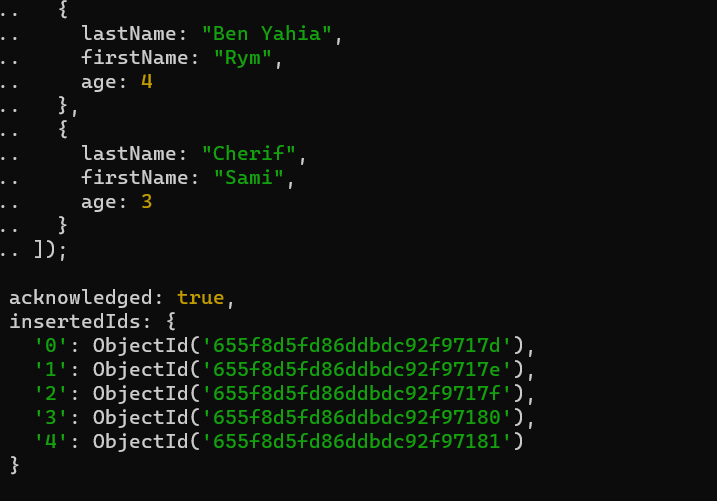 ..   {
..     lastName: "Ben Yahia",
..     firstName: "Rym",
..     age: 4
..   },
..   {
..     lastName: "Cherif",
..     firstName: "Sami",
..     age: 3
..   }
.. ]);
acknowledged: true,
insertedIds: {
  '0': ObjectId('655f8d5fd86ddbdc92f9717d'),
  '1': ObjectId('655f8d5fd86ddbdc92f9717e'),
  '2': ObjectId('655f8d5fd86ddbdc92f9717f'),
  '3': ObjectId('655f8d5fd86ddbdc92f97180'),
  '4': ObjectId('655f8d5fd86ddbdc92f97181')
}